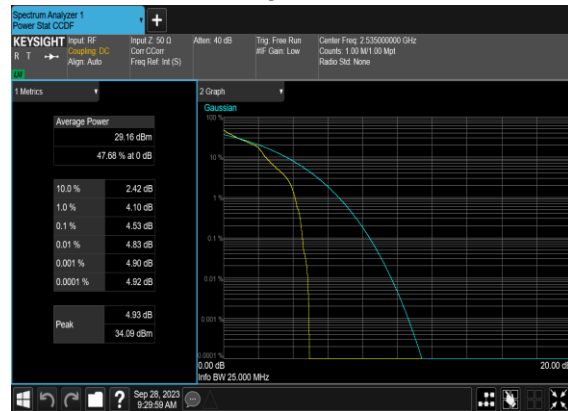 Spectrum Analyzer 1
Power Stat CCDF
+
KEYSIGHT
R T
LXI
Input: RF
Coupling: DC
Align: Auto
Input Z: 50 Ω
Corr CCorr
Freq Ref: Int (S)
Atten: 40 dB
Trig: Free Run
#IF Gain: Low
Center Freq: 2.535000000 GHz
Counts: 1.00 M/1.00 Mpt
Radio Std: None
1 Metrics
Average Power
29.16 dBm
47.68 % at 0 dB
10.0 % 2.42 dB
1.0 % 4.10 dB
0.1 % 4.53 dB
0.01 % 4.83 dB
0.001 % 4.90 dB
0.0001 % 4.92 dB
Peak
4.93 dB
34.09 dBm
2 Graph
Gaussian
100 %
10 %
1 %
0.1 %
0.01 %
0.001 %
0.0001 %
0.00 dB
20.00 dB
Info BW 25.000 MHz
?
Sep 28, 2023
9:29:59 AM